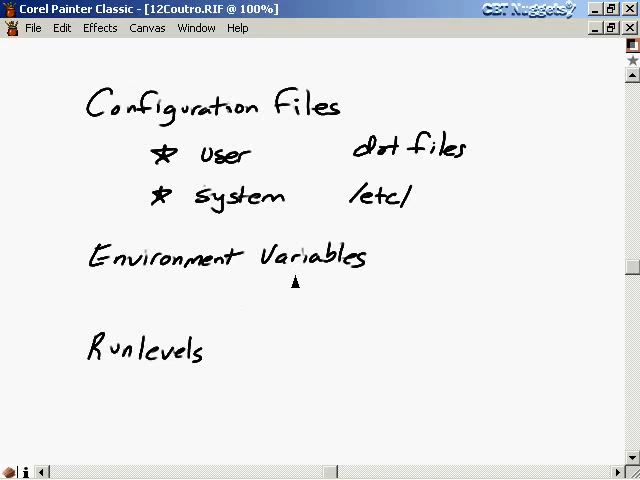 Corel Painter Classic - [12Coutro.RIF @ 100%]
CBT Nuggets
File Edit Effects Canvas Window Help
Configuration Files
* user dot files
* system /etc/
Environment Variables
Runlevels